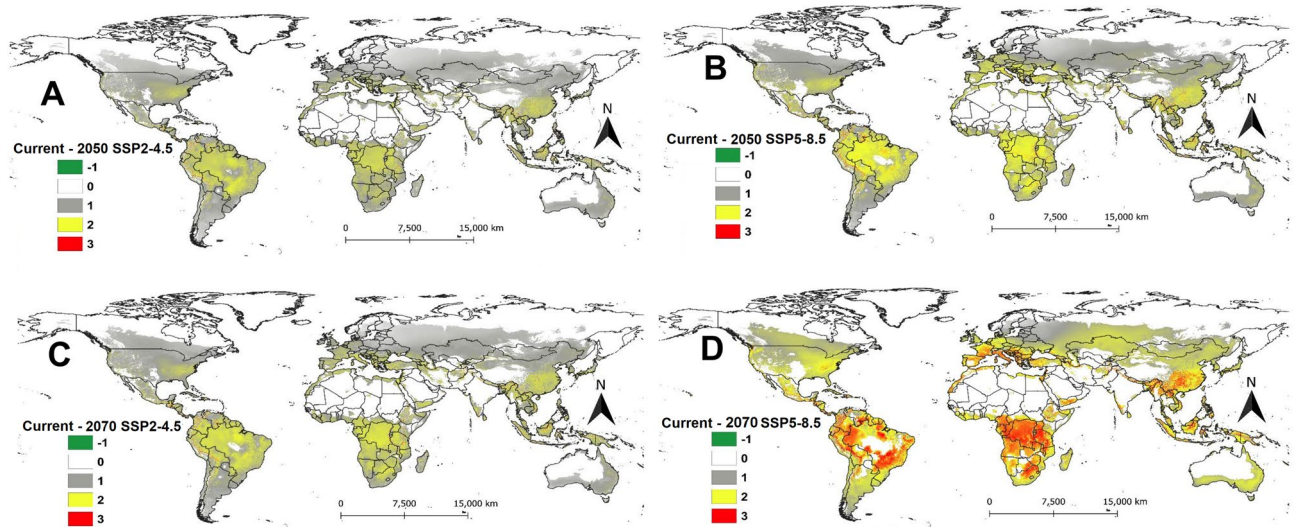 A
N
Current - 2050 SSP2-4.5
-1
0
1
2
3
0 7,500 15,000 km
B
N
Current - 2050 SSP5-8.5
-1
0
1
2
3
0 7,500 15,000 km
C
N
Current - 2070 SSP2-4.5
-1
0
1
2
3
0 7,500 15,000 km
D
N
Current - 2070 SSP5-8.5
-1
0
1
2
3
0 7,500 15,000 km